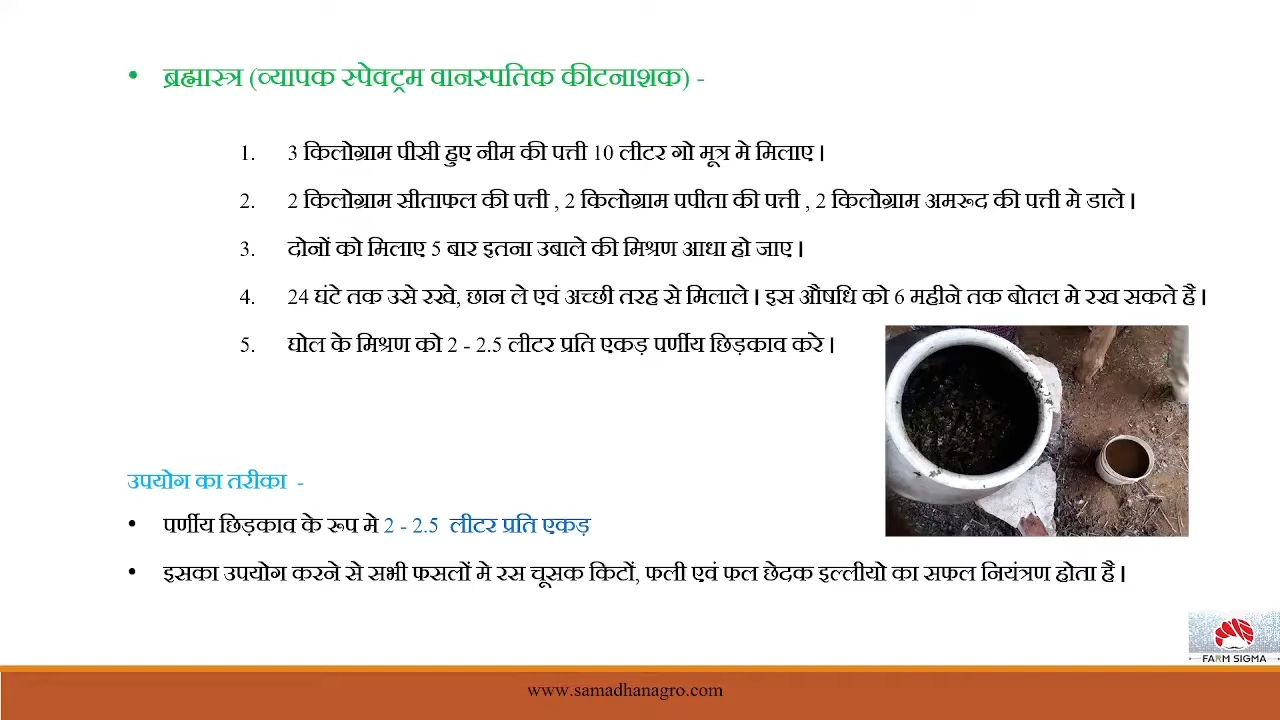 • ब्रह्मास्त्र (व्यापक स्पेक्ट्रम वानस्पतिक कीटनाशक) -
1. 3 किलोग्राम पीसी हुए नीम की पत्ती 10 लीटर गो मूत्र मे मिलाए ।
2. 2 किलोग्राम सीताफल की पत्ती , 2 किलोग्राम पपीता की पत्ती , 2 किलोग्राम अमरूद की पत्ती मे डाले ।
3. दोनों को मिलाए 5 बार इतना उबाले की मिश्रण आधा हो जाए ।
4. 24 घंटे तक उसे रखे, छान ले एवं अच्छी तरह से मिलाले । इस औषधि को 6 महीने तक बोतल मे रख सकते हैं ।
5. घोल के मिश्रण को 2 - 2.5 लीटर प्रति एकड़ पर्णीय छिड़काव करे ।
उपयोग का तरीका -
• पर्णीय छिड़काव के रूप मे 2 - 2.5 लीटर प्रति एकड़
• इसका उपयोग करने से सभी फसलों मे रस चूसक किटों, फली एवं फल छेदक इल्लीयो का सफल नियंत्रण होता है ।
FARM SIGMA
www.samadhanagro.com